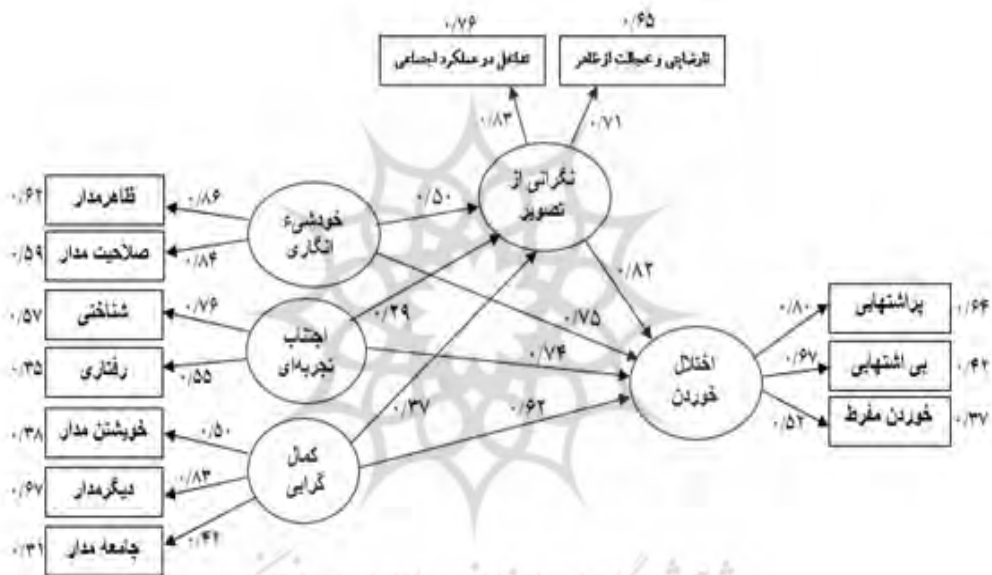 ۰/۷۶
۰/۶۵
تداخل در عملکرد اجتماعی
نارضایتی و خجالت از ظاهر
۰/۸۳
۰/۷۱
نگرانی از
تصویر
۰/۶۲
ظاهرمدار
۰/۸۶
خودشیء
انگاری
۰/۵۰
۰/۵۹
صلاحیت مدار
۰/۸۴
۰/۸۲
۰/۵۷
شناختی
۰/۷۶
اجتناب
تجربه‌ای
۰/۲۹
۰/۷۵
۰/۳۵
رفتاری
۰/۵۵
۰/۷۴
اختلال
خوردن
۰/۸۰
پراشتهایی
۰/۶۴
۰/۶۷
بی اشتهایی
۰/۴۲
۰/۵۲
خوردن مفرط
۰/۳۷
۰/۳۸
خویشتن مدار
۰/۵۰
کمال
گرایی
۰/۳۷
۰/۶۲
۰/۶۷
دیگرمدار
۰/۸۳
۰/۳۱
جامعه مدار
۰/۴۲